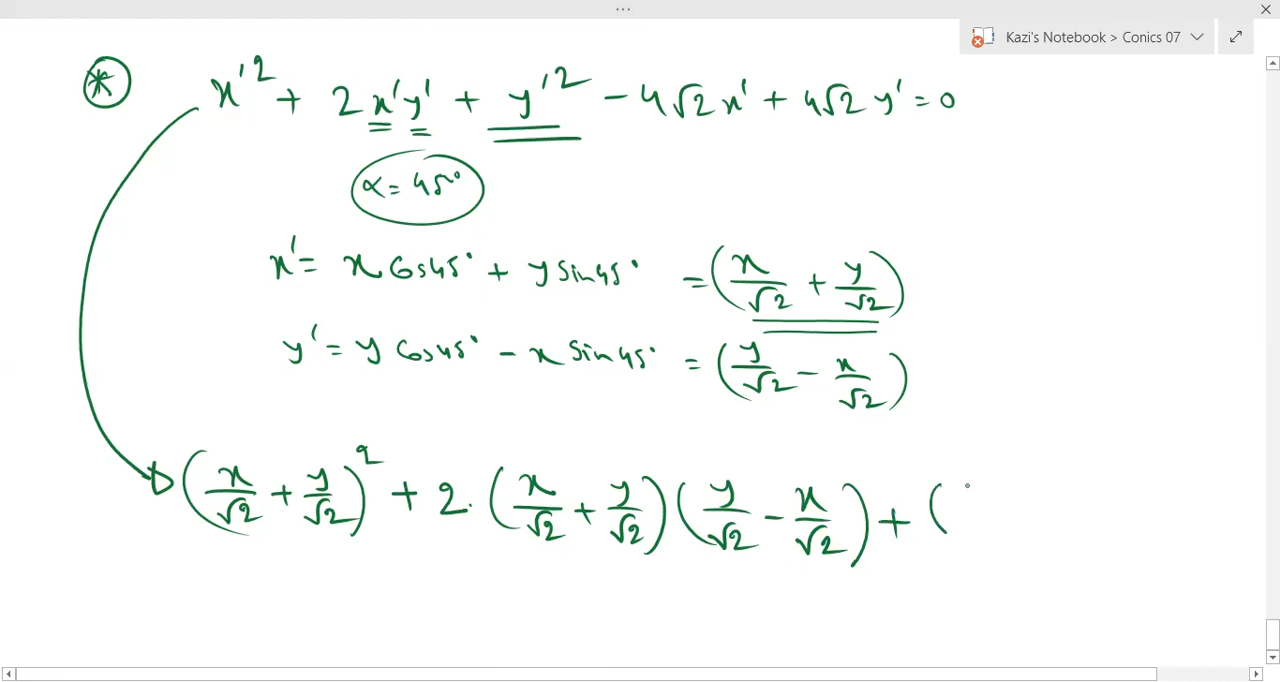 Kazi's Notebook > Conics 07
* x'² + 2x'y' + y'² - 4√2 x' + 4√2 y' = 0
α = 45°
x' = x Cos45° + y Sin45° = (x/√2 + y/√2)
y' = y Cos45° - x Sin45° = (y/√2 - x/√2)
(x/√2 + y/√2)² + 2. (x/√2 + y/√2) (y/√2 - x/√2) + (